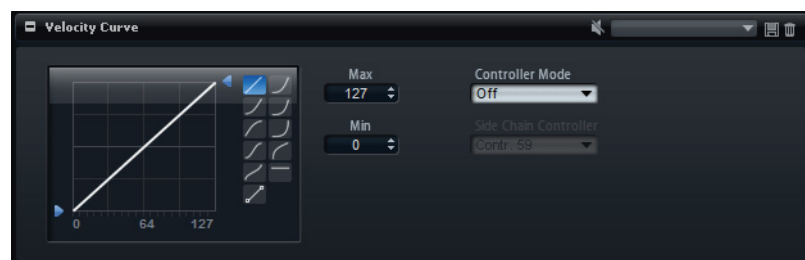 Velocity Curve
Max
127
Controller Mode
Off
Min
0
Side Chain Controller
Contr. 59
0 64 127